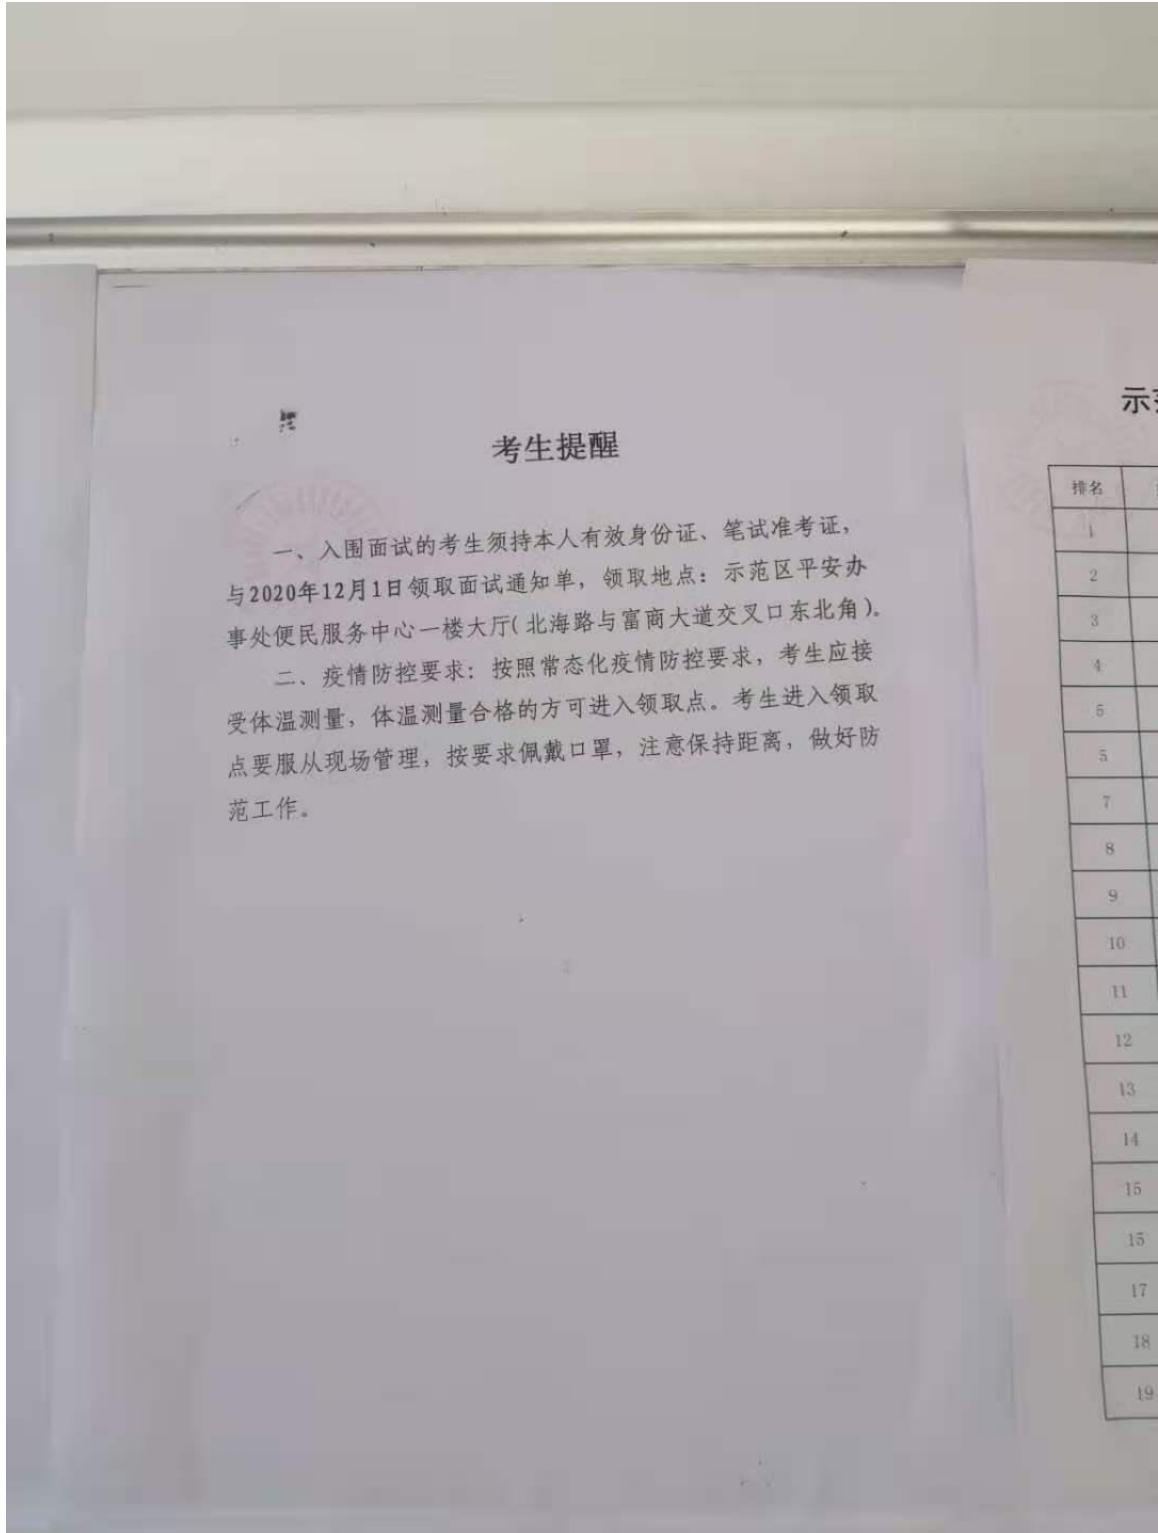 考生提醒
一、入围面试的考生须持本人有效身份证、笔试准考证，
与2020年12月1日领取面试通知单，领取地点：示范区平安办
事处便民服务中心一楼大厅(北海路与富商大道交叉口东北角)。
二、疫情防控要求：按照常态化疫情防控要求，考生应接
受体温测量，体温测量合格的方可进入领取点。考生进入领取
点要服从现场管理，按要求佩戴口罩，注意保持距离，做好防
范工作。
示
排名
1
2
3
4
5
5
7
8
9
10
11
12
13
14
15
15
17
18
19